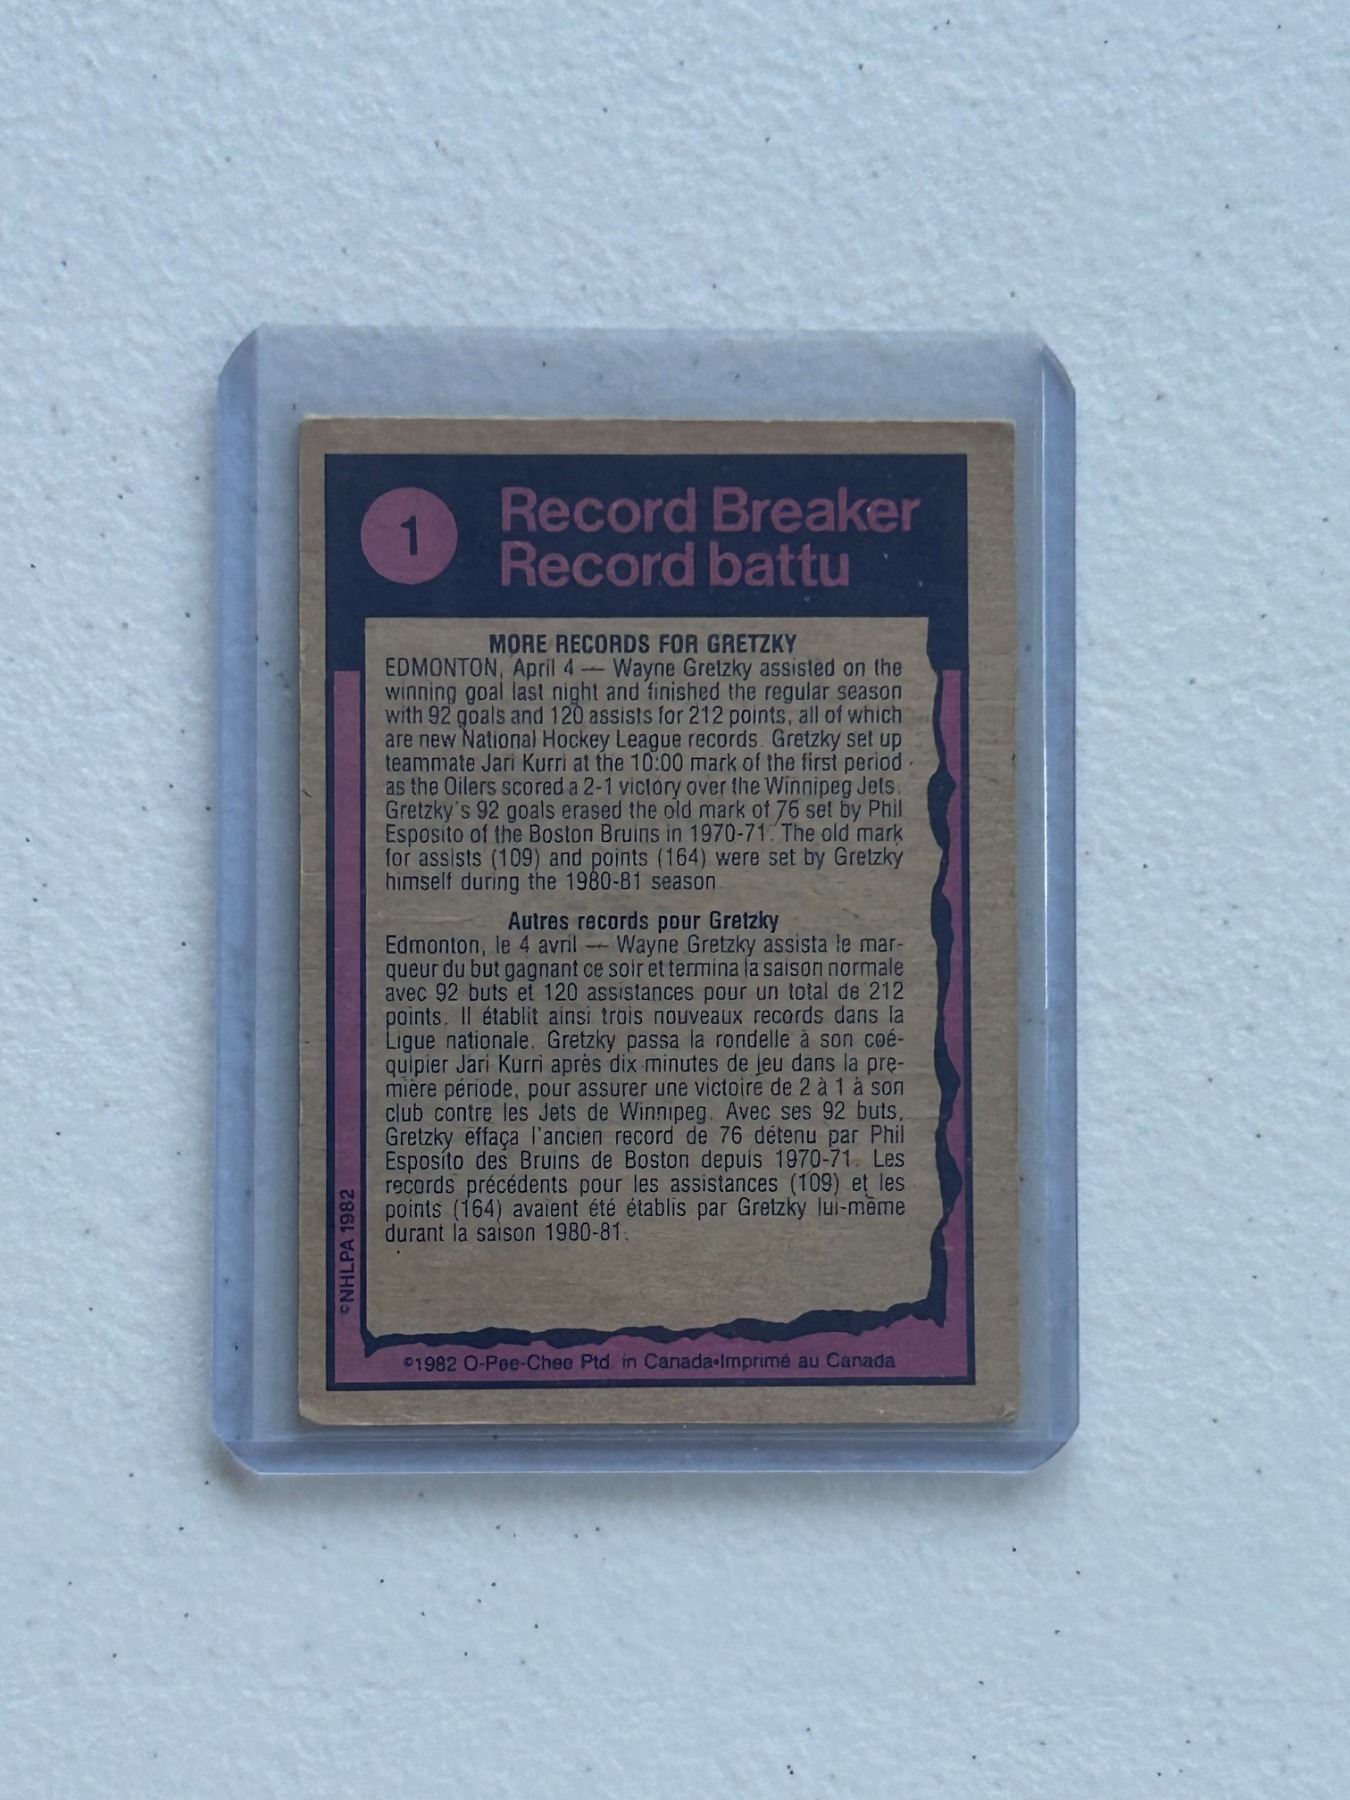 1
Record Breaker
Record battu
MORE RECORDS FOR GRETZKY
EDMONTON, April 4 — Wayne Gretzky assisted on the
winning goal last night and finished the regular season
with 92 goals and 120 assists for 212 points, all of which
are new National Hockey League records. Gretzky set up
teammate Jari Kurri at the 10:00 mark of the first period
as the Oilers scored a 2-1 victory over the Winnipeg Jets.
Gretzky's 92 goals erased the old mark of 76 set by Phil
Esposito of the Boston Bruins in 1970-71. The old mark
for assists (109) and points (164) were set by Gretzky
himself during the 1980-81 season.
Autres records pour Gretzky
Edmonton, le 4 avril — Wayne Gretzky assista le mar-
queur du but gagnant ce soir et termina la saison normale
avec 92 buts et 120 assistances pour un total de 212
points. Il établit ainsi trois nouveaux records dans la
Ligue nationale. Gretzky passa la rondelle à son coé-
quipier Jari Kurri après dix minutes de jeu dans la pre-
mière période, pour assurer une victoire de 2 à 1 à son
club contre les Jets de Winnipeg. Avec ses 92 buts,
Gretzky effaça l'ancien record de 76 détenu par Phil
Esposito des Bruins de Boston depuis 1970-71. Les
records précédents pour les assistances (109) et les
points (164) avaient été établis par Gretzky lui-même
durant la saison 1980-81.
©NHLPA 1982
©1982 O-Pee-Chee Ptd. in Canada•Imprimé au Canada